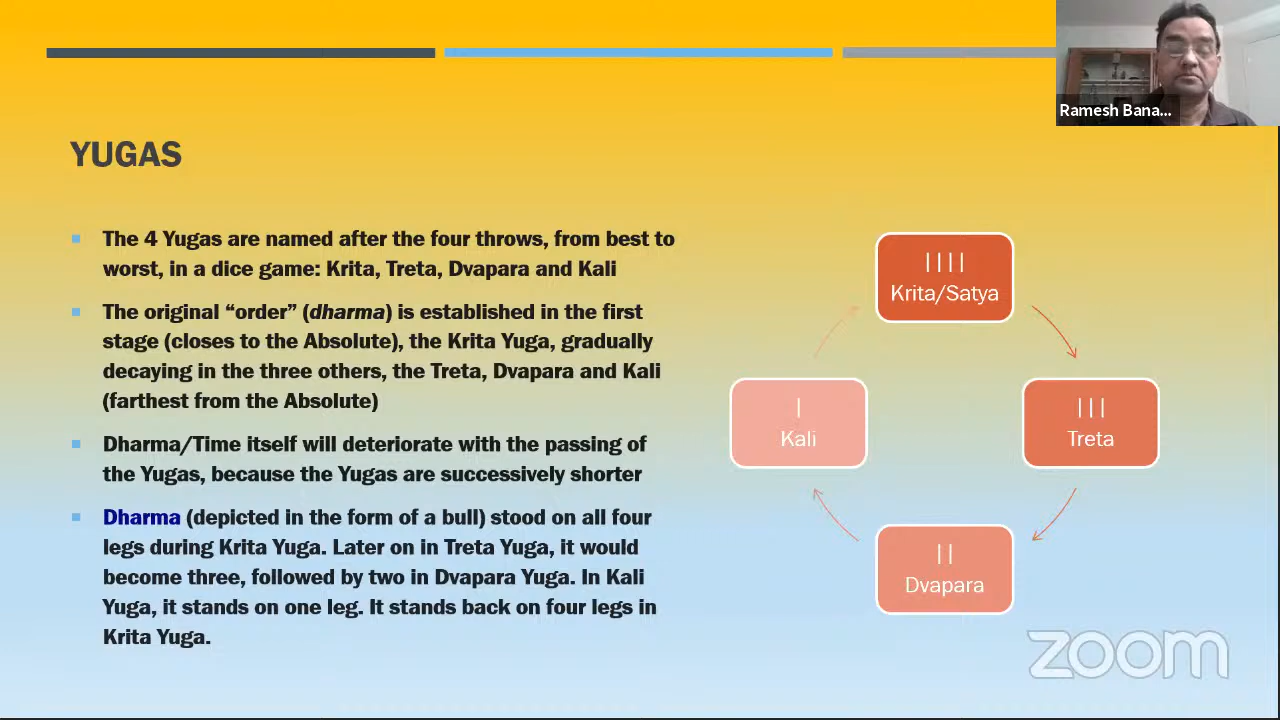 Ramesh Bana...
YUGAS
The 4 Yugas are named after the four throws, from best to
worst, in a dice game: Krita, Treta, Dvapara and Kali
The original “order” (dharma) is established in the first
stage (closes to the Absolute), the Krita Yuga, gradually
decaying in the three others, the Treta, Dvapara and Kali
(farthest from the Absolute)
Dharma/Time itself will deteriorate with the passing of
the Yugas, because the Yugas are successively shorter
Dharma (depicted in the form of a bull) stood on all four
legs during Krita Yuga. Later on in Treta Yuga, it would
become three, followed by two in Dvapara Yuga. In Kali
Yuga, it stands on one leg. It stands back on four legs in
Krita Yuga.
||||
Krita/Satya
|||
Treta
||
Dvapara
|
Kali
zoom